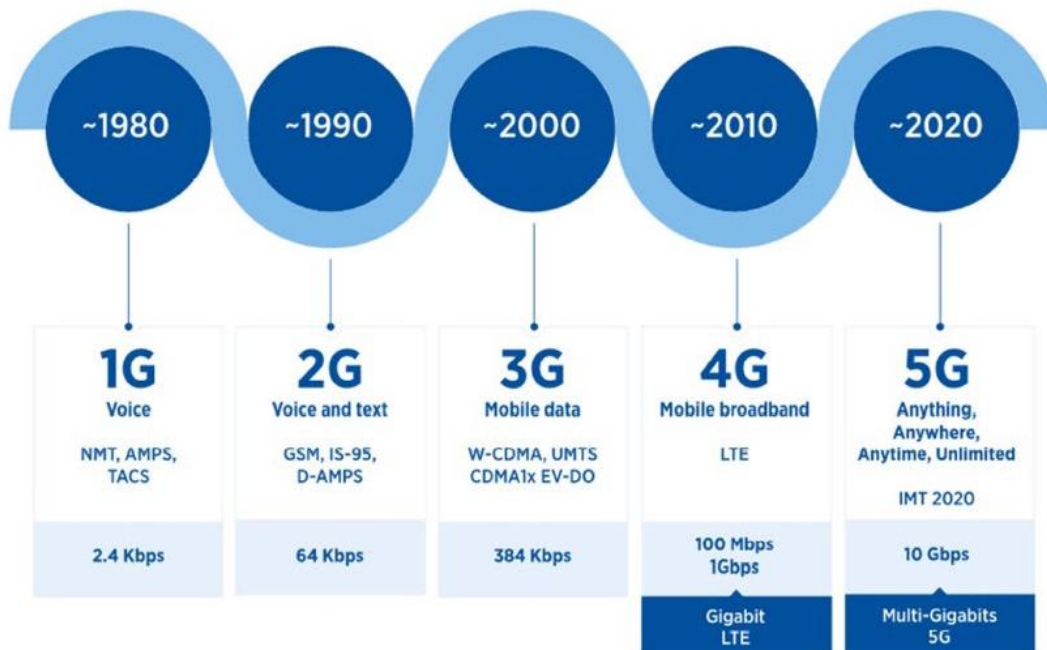 ~1980
~1990
~2000
~2010
~2020
1G
Voice
NMT, AMPS,
TACS
2.4 Kbps
2G
Voice and text
GSM, IS-95,
D-AMPS
64 Kbps
3G
Mobile data
W-CDMA, UMTS
CDMA1x EV-DO
384 Kbps
4G
Mobile broadband
LTE
100 Mbps
1Gbps
Gigabit
LTE
5G
Anything,
Anywhere,
Anytime, Unlimited
IMT 2020
10 Gbps
Multi-Gigabits
5G